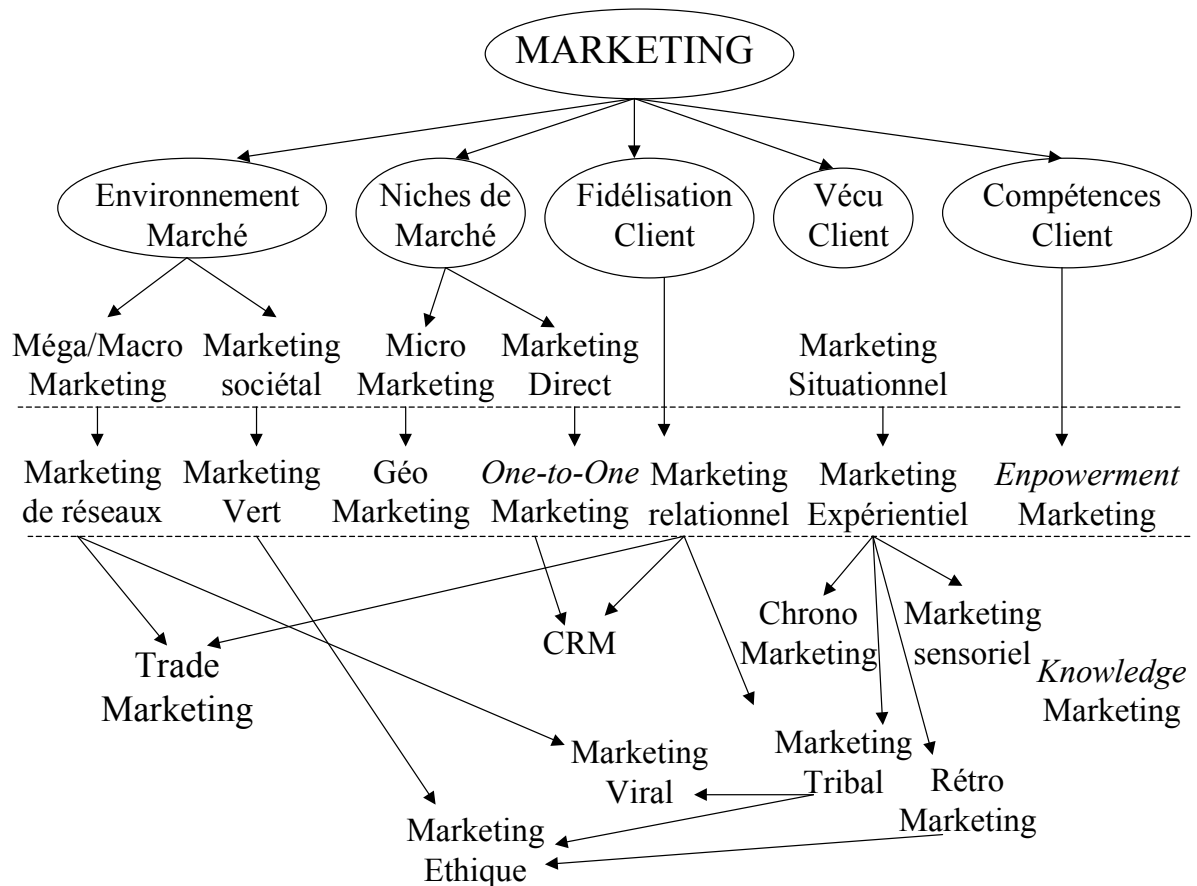 MARKETING
Environnement
Marché
Niches de
Marché
Fidélisation
Client
Vécu
Client
Compétences
Client
Méga/Macro
Marketing
Marketing
sociétal
Micro
Marketing
Marketing
Direct
Marketing
Situationnel
Marketing
de réseaux
Marketing
Vert
Géo
Marketing
One-to-One
Marketing
Marketing
relationnel
Marketing
Expérientiel
Enpowerment
Marketing
Trade
Marketing
CRM
Chrono
Marketing
Marketing
sensoriel
Knowledge
Marketing
Marketing
Viral
Marketing
Tribal
Rétro
Marketing
Marketing
Ethique